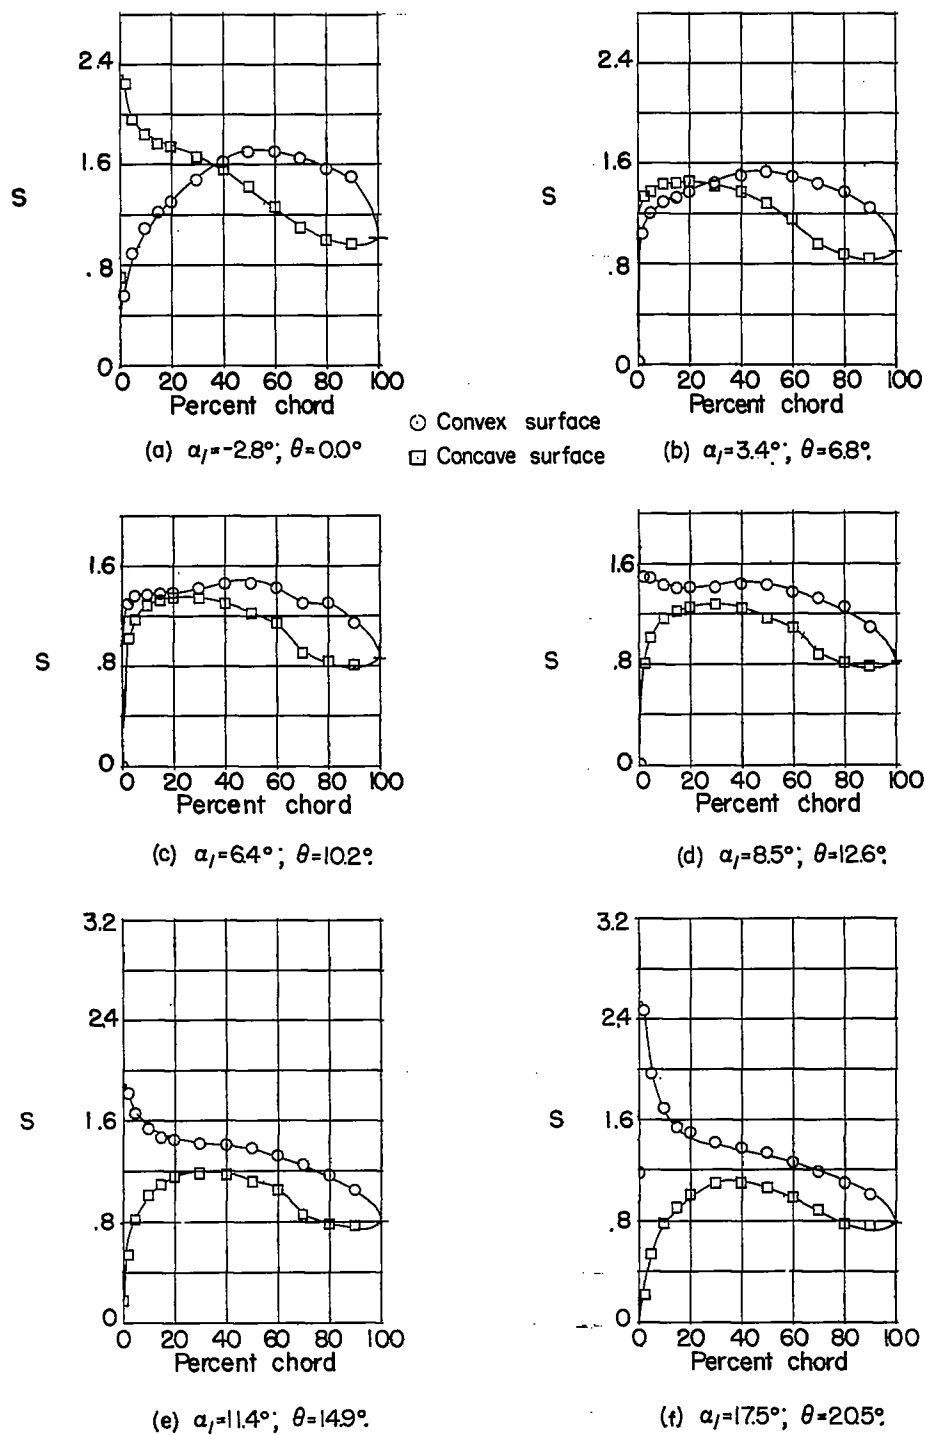 2.4
1.6
S
.8
0
0 20 40 60 80 100
Percent chord
(a) α₁=-2.8°; θ=0.0°
2.4
1.6
S
.8
0
0 20 40 60 80 100
Percent chord
(b) α₁=3.4°; θ=6.8°.
Convex surface
Concave surface
1.6
S
.8
0
0 20 40 60 80 100
Percent chord
(c) α₁=6.4°; θ=10.2°.
1.6
S
.8
0
0 20 40 60 80 100
Percent chord
(d) α₁=8.5°; θ=12.6°.
3.2
2.4
1.6
S
.8
0
0 20 40 60 80 100
Percent chord
(e) α₁=11.4°; θ=14.9°.
3.2
2.4
1.6
S
.8
0
0 20 40 60 80 100
Percent chord
(f) α₁=17.5°; θ=20.5°.